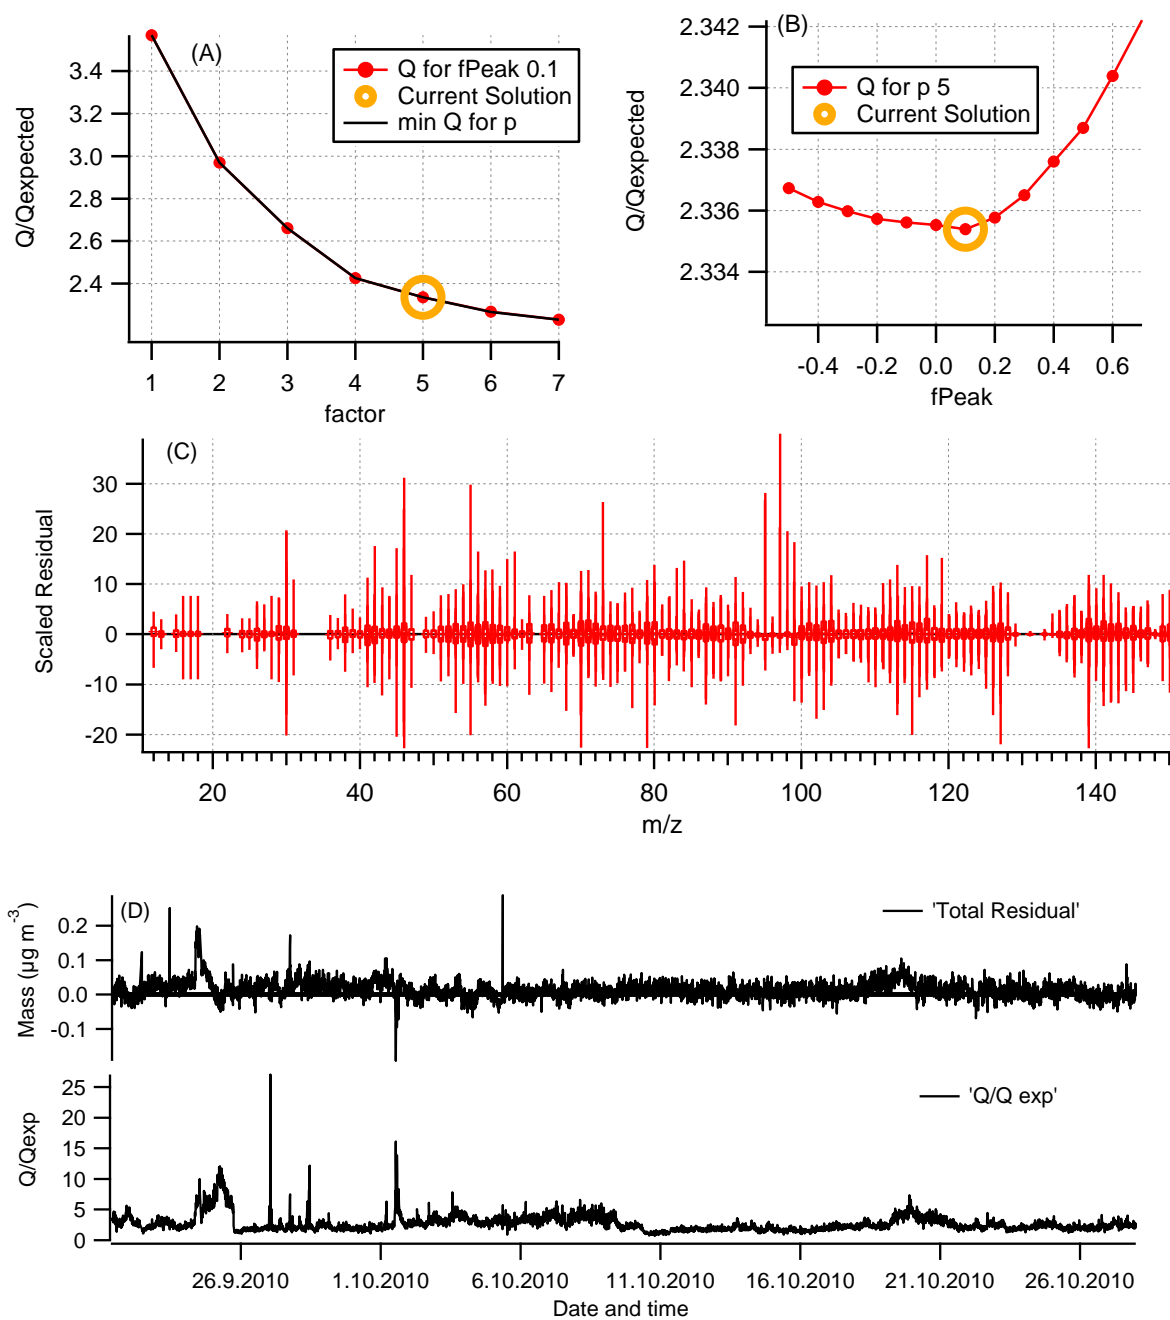 (A)
Q/Qexpected
3.4
3.2
3.0
2.8
2.6
2.4
Q for fPeak 0.1
Current Solution
min Q for p
1 2 3 4 5 6 7
factor
(B)
Q/Qexpected
2.342
2.340
2.338
2.336
2.334
Q for p 5
Current Solution
-0.4 -0.2 0.0 0.2 0.4 0.6
fPeak
(C)
Scaled Residual
30
20
10
0
-10
-20
20 40 60 80 100 120 140
m/z
(D)
Mass (µg m⁻³)
0.2
0.1
0.0
-0.1
'Total Residual'
Q/Qexp
25
20
15
10
5
0
'Q/Q exp'
26.9.2010 1.10.2010 6.10.2010 11.10.2010 16.10.2010 21.10.2010 26.10.2010
Date and time